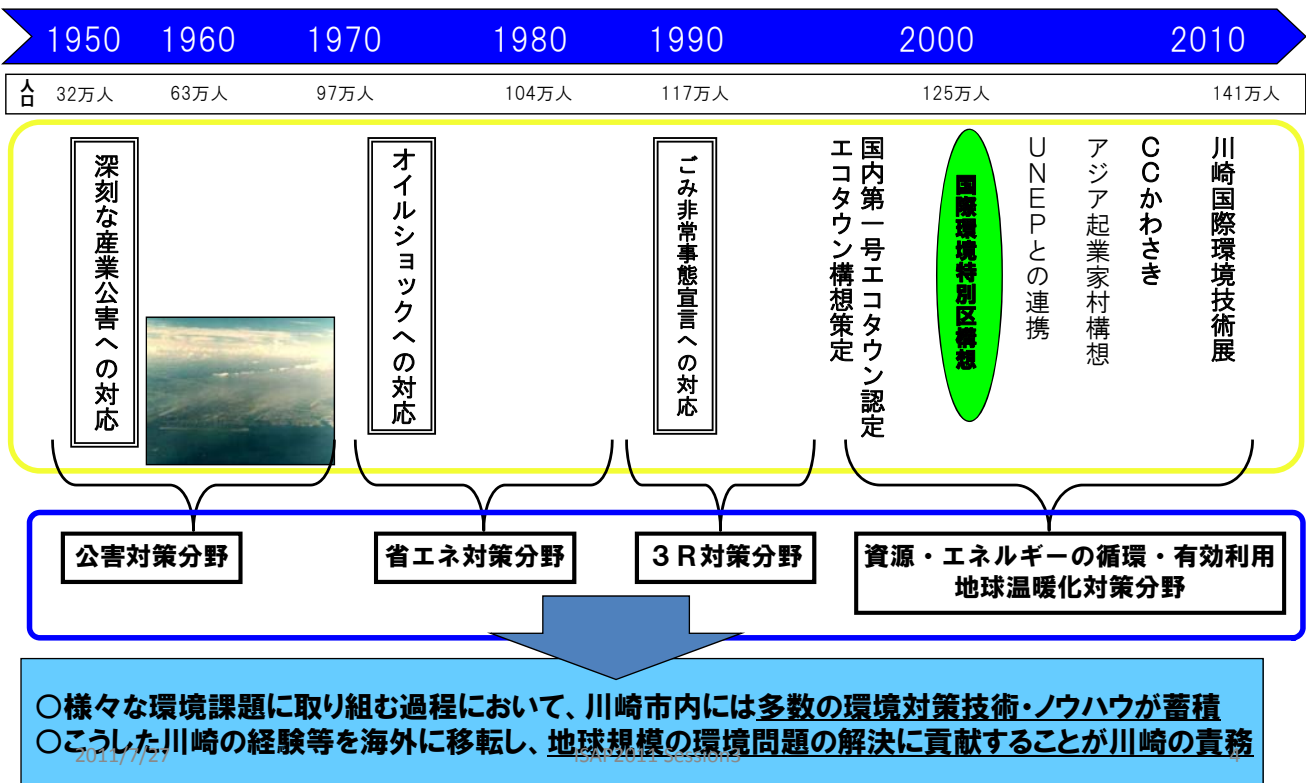 1950 1960 1970 1980 1990 2000 2010
人口 32万人 63万人 97万人 104万人 117万人 125万人 141万人
深刻な産業公害への対応
オイルショックへの対応
ごみ非常事態宣言への対応
国内第一号エコタウン認定
エコタウン構想策定
国際環境特別区構想
UNEPとの連携
アジア起業家村構想
CCかわさき
川崎国際環境技術展
公害対策分野
省エネ対策分野
3R対策分野
資源・エネルギーの循環・有効利用
地球温暖化対策分野
○様々な環境課題に取り組む過程において、川崎市内には多数の環境対策技術・ノウハウが蓄積
○こうした川崎の経験等を海外に移転し、地球規模の環境問題の解決に貢献することが川崎の責務
2011/7/27 ISAP2011 Session3 4